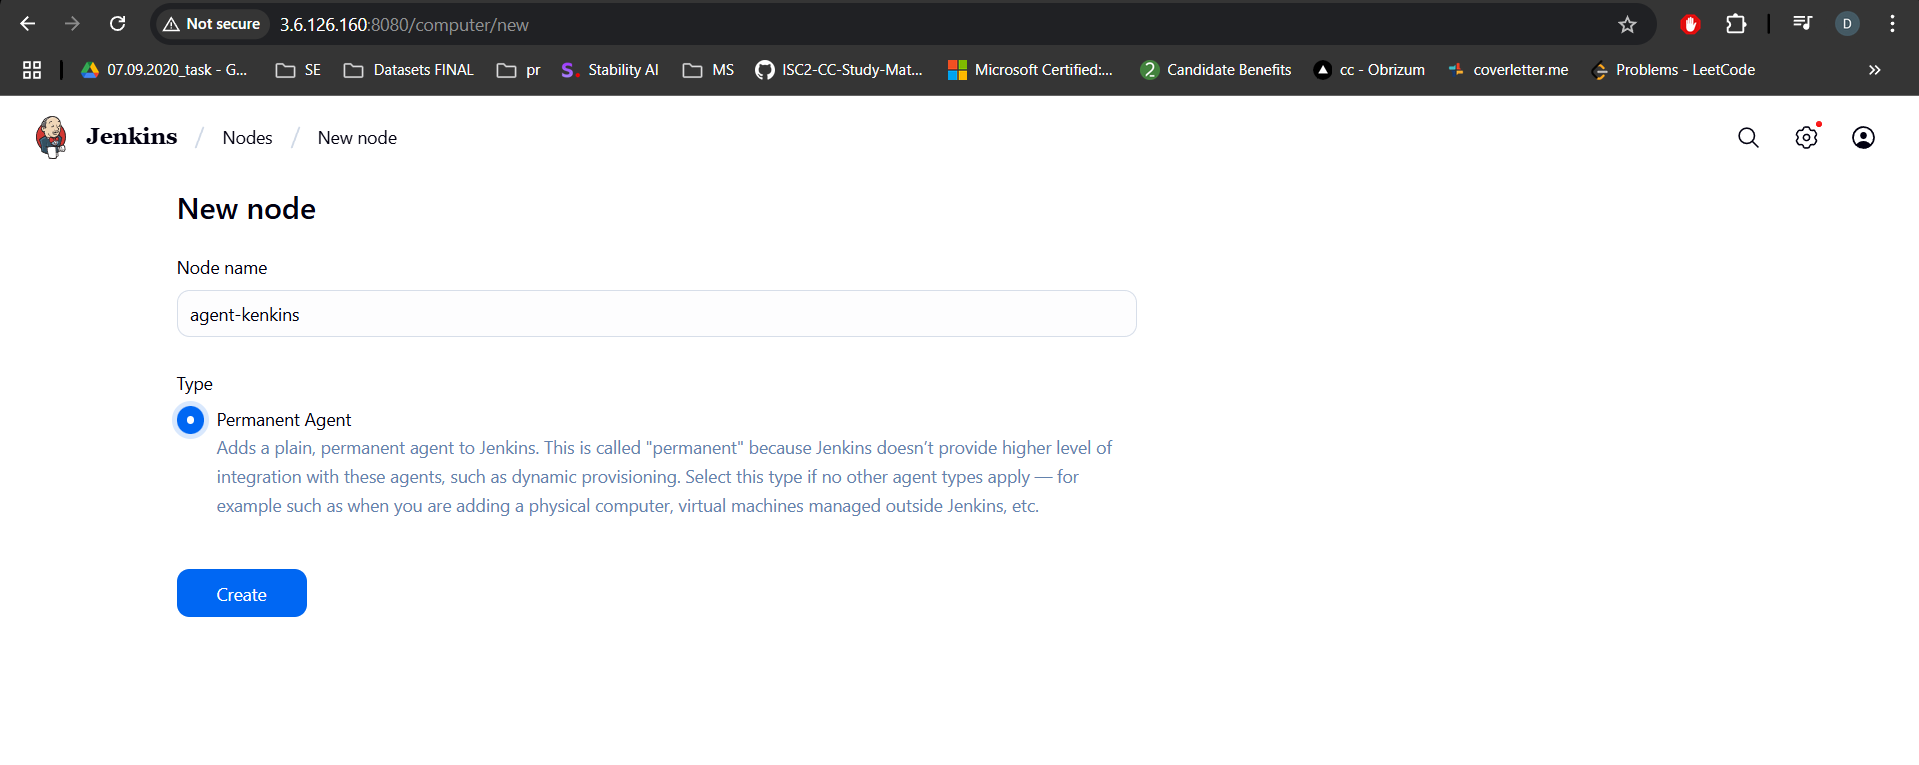 Not secure 3.6.126.160:8080/computer/new D
07.09.2020_task - G... SE Datasets FINAL pr S. Stability AI MS ISC2-CC-Study-Mat... Microsoft Certified:... 2 Candidate Benefits cc - Obrizum coverletter.me Problems - LeetCode »
Jenkins / Nodes / New node
New node
Node name
agent-kenkins
Type
Permanent Agent
Adds a plain, permanent agent to Jenkins. This is called "permanent" because Jenkins doesn’t provide higher level of
integration with these agents, such as dynamic provisioning. Select this type if no other agent types apply — for
example such as when you are adding a physical computer, virtual machines managed outside Jenkins, etc.
Create